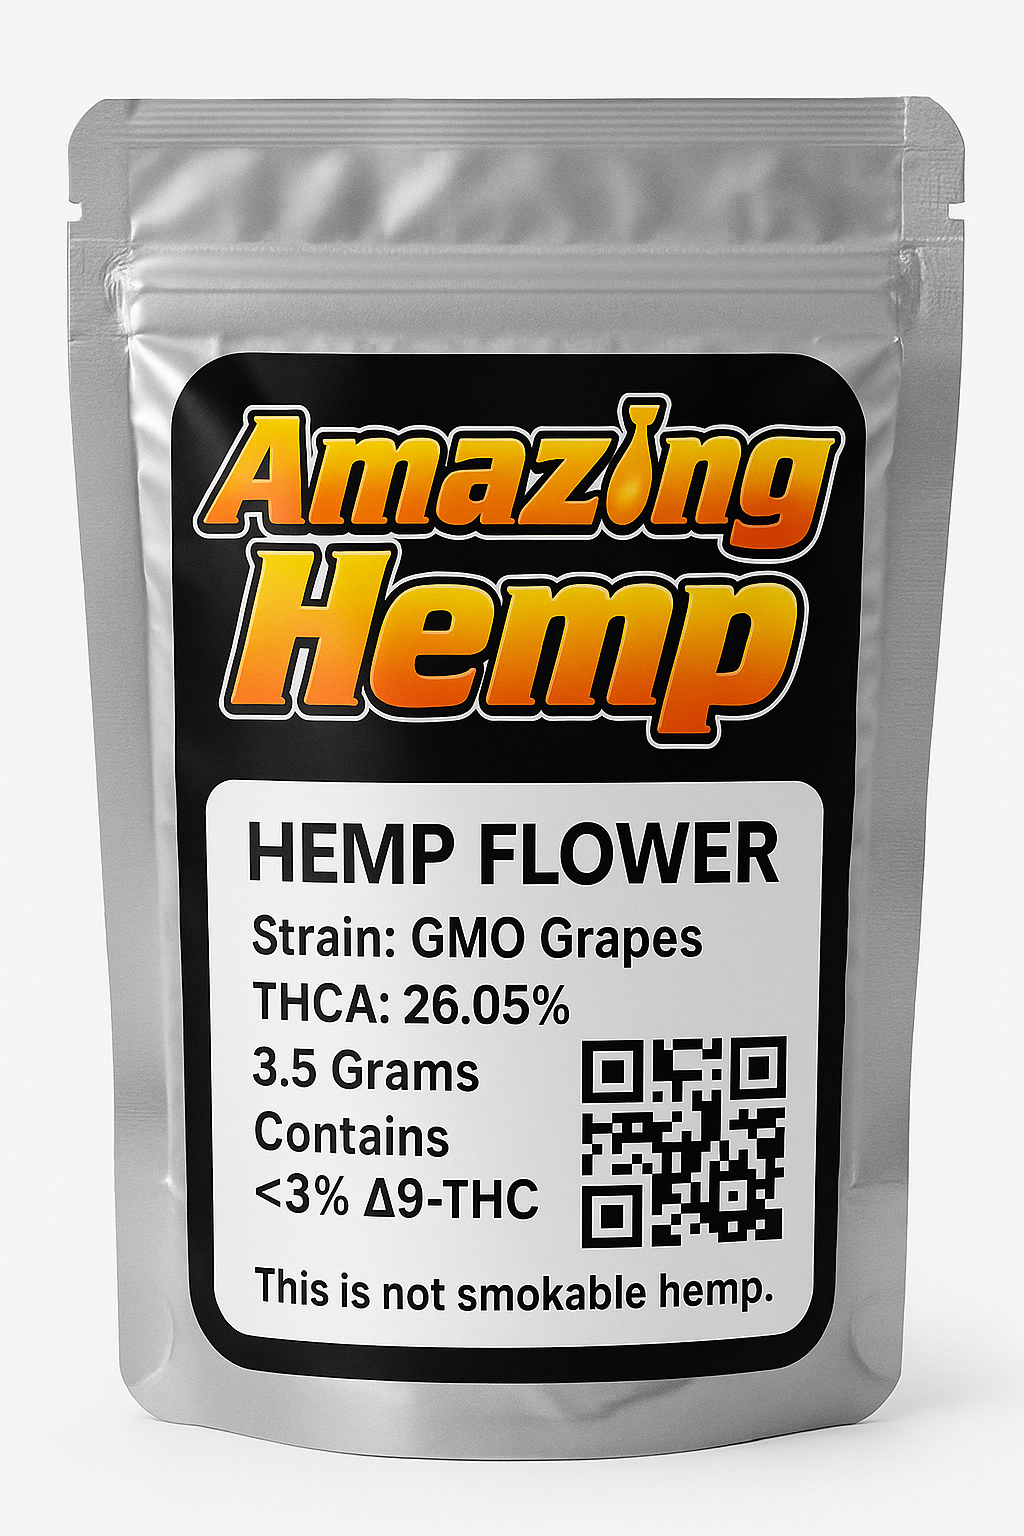 Amazing
Hemp
HEMP FLOWER
Strain: GMO Grapes
THCA: 26.05%
3.5 Grams
Contains
<3% Δ9-THC
This is not smokable hemp.